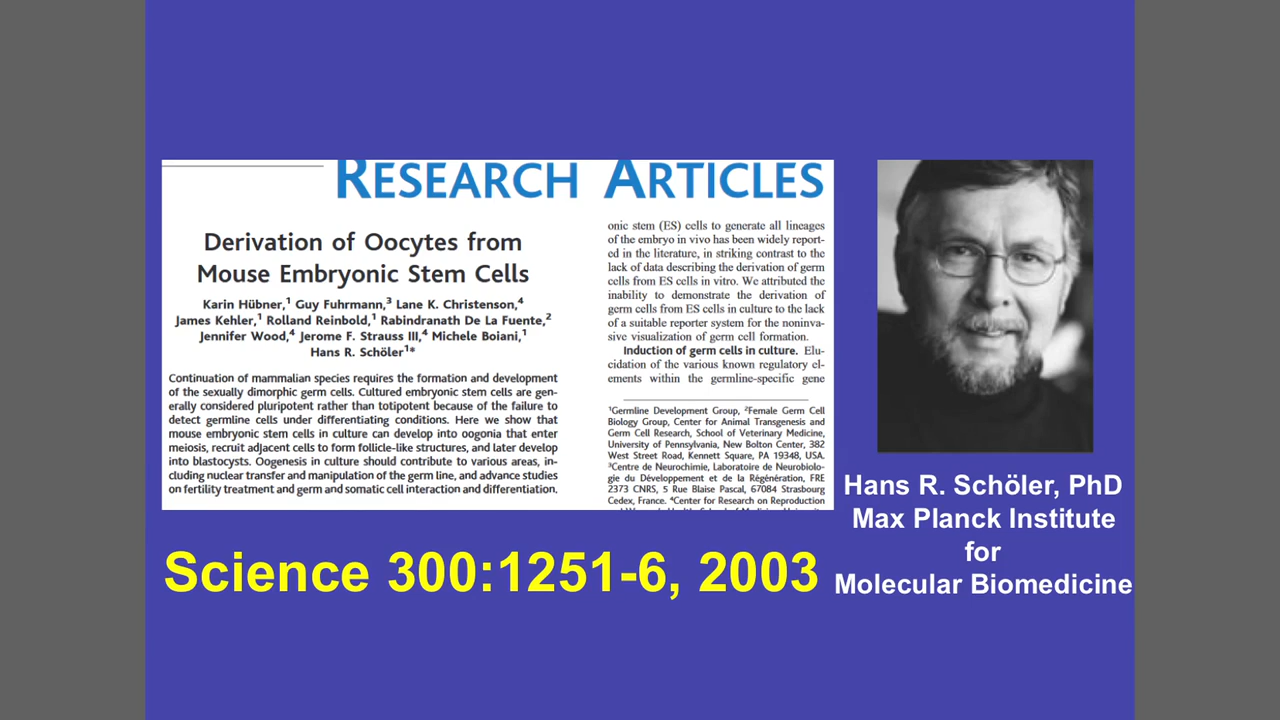 RESEARCH ARTICLES
Derivation of Oocytes from
Mouse Embryonic Stem Cells
Karin Hübner,¹ Guy Fuhrmann,³ Lane K. Christenson,⁴
James Kehler,¹ Rolland Reinbold,¹ Rabindranath De La Fuente,²
Jennifer Wood,⁴ Jerome F. Strauss III,⁴ Michele Boiani,¹
Hans R. Schöler¹*
Continuation of mammalian species requires the formation and development
of the sexually dimorphic germ cells. Cultured embryonic stem cells are gen-
erally considered pluripotent rather than totipotent because of the failure to
detect germline cells under differentiating conditions. Here we show that
mouse embryonic stem cells in culture can develop into oogonia that enter
meiosis, recruit adjacent cells to form follicle-like structures, and later develop
into blastocysts. Oogenesis in culture should contribute to various areas, in-
cluding nuclear transfer and manipulation of the germ line, and advance studies
on fertility treatment and germ and somatic cell interaction and differentiation.
onic stem (ES) cells to generate all lineages
of the embryo in vivo has been widely report-
ed in the literature, in striking contrast to the
lack of data describing the derivation of germ
cells from ES cells in vitro. We attributed the
inability to demonstrate the derivation of
germ cells from ES cells in culture to the lack
of a suitable reporter system for the noninva-
sive visualization of germ cell formation.
Induction of germ cells in culture. Elu-
cidation of the various known regulatory el-
ements within the germline-specific gene
¹Germline Development Group, ²Female Germ Cell
Biology Group, Center for Animal Transgenesis and
Germ Cell Research, School of Veterinary Medicine,
University of Pennsylvania, New Bolton Center, 382
West Street Road, Kennett Square, PA 19348, USA.
³Centre de Neurochimie, Laboratoire de Neurobiolo-
gie du Développement et de la Régénération, FRE
2373 CNRS, 5 Rue Blaise Pascal, 67084 Strasbourg
Cedex, France. ⁴Center for Research on Reproduction
Hans R. Schöler, PhD
Max Planck Institute
for
Molecular Biomedicine
Science 300:1251-6, 2003